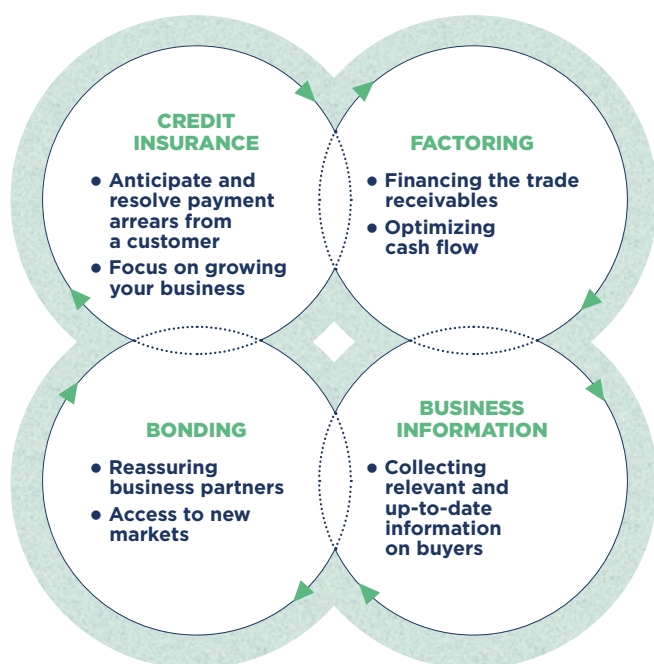 CREDIT
INSURANCE
• Anticipate and
resolve payment
arrears from
a customer
• Focus on growing
your business
FACTORING
• Financing the trade
receivables
• Optimizing
cash flow
BONDING
• Reassuring
business partners
• Access to new
markets
BUSINESS
INFORMATION
• Collecting
relevant and
up-to-date
information
on buyers